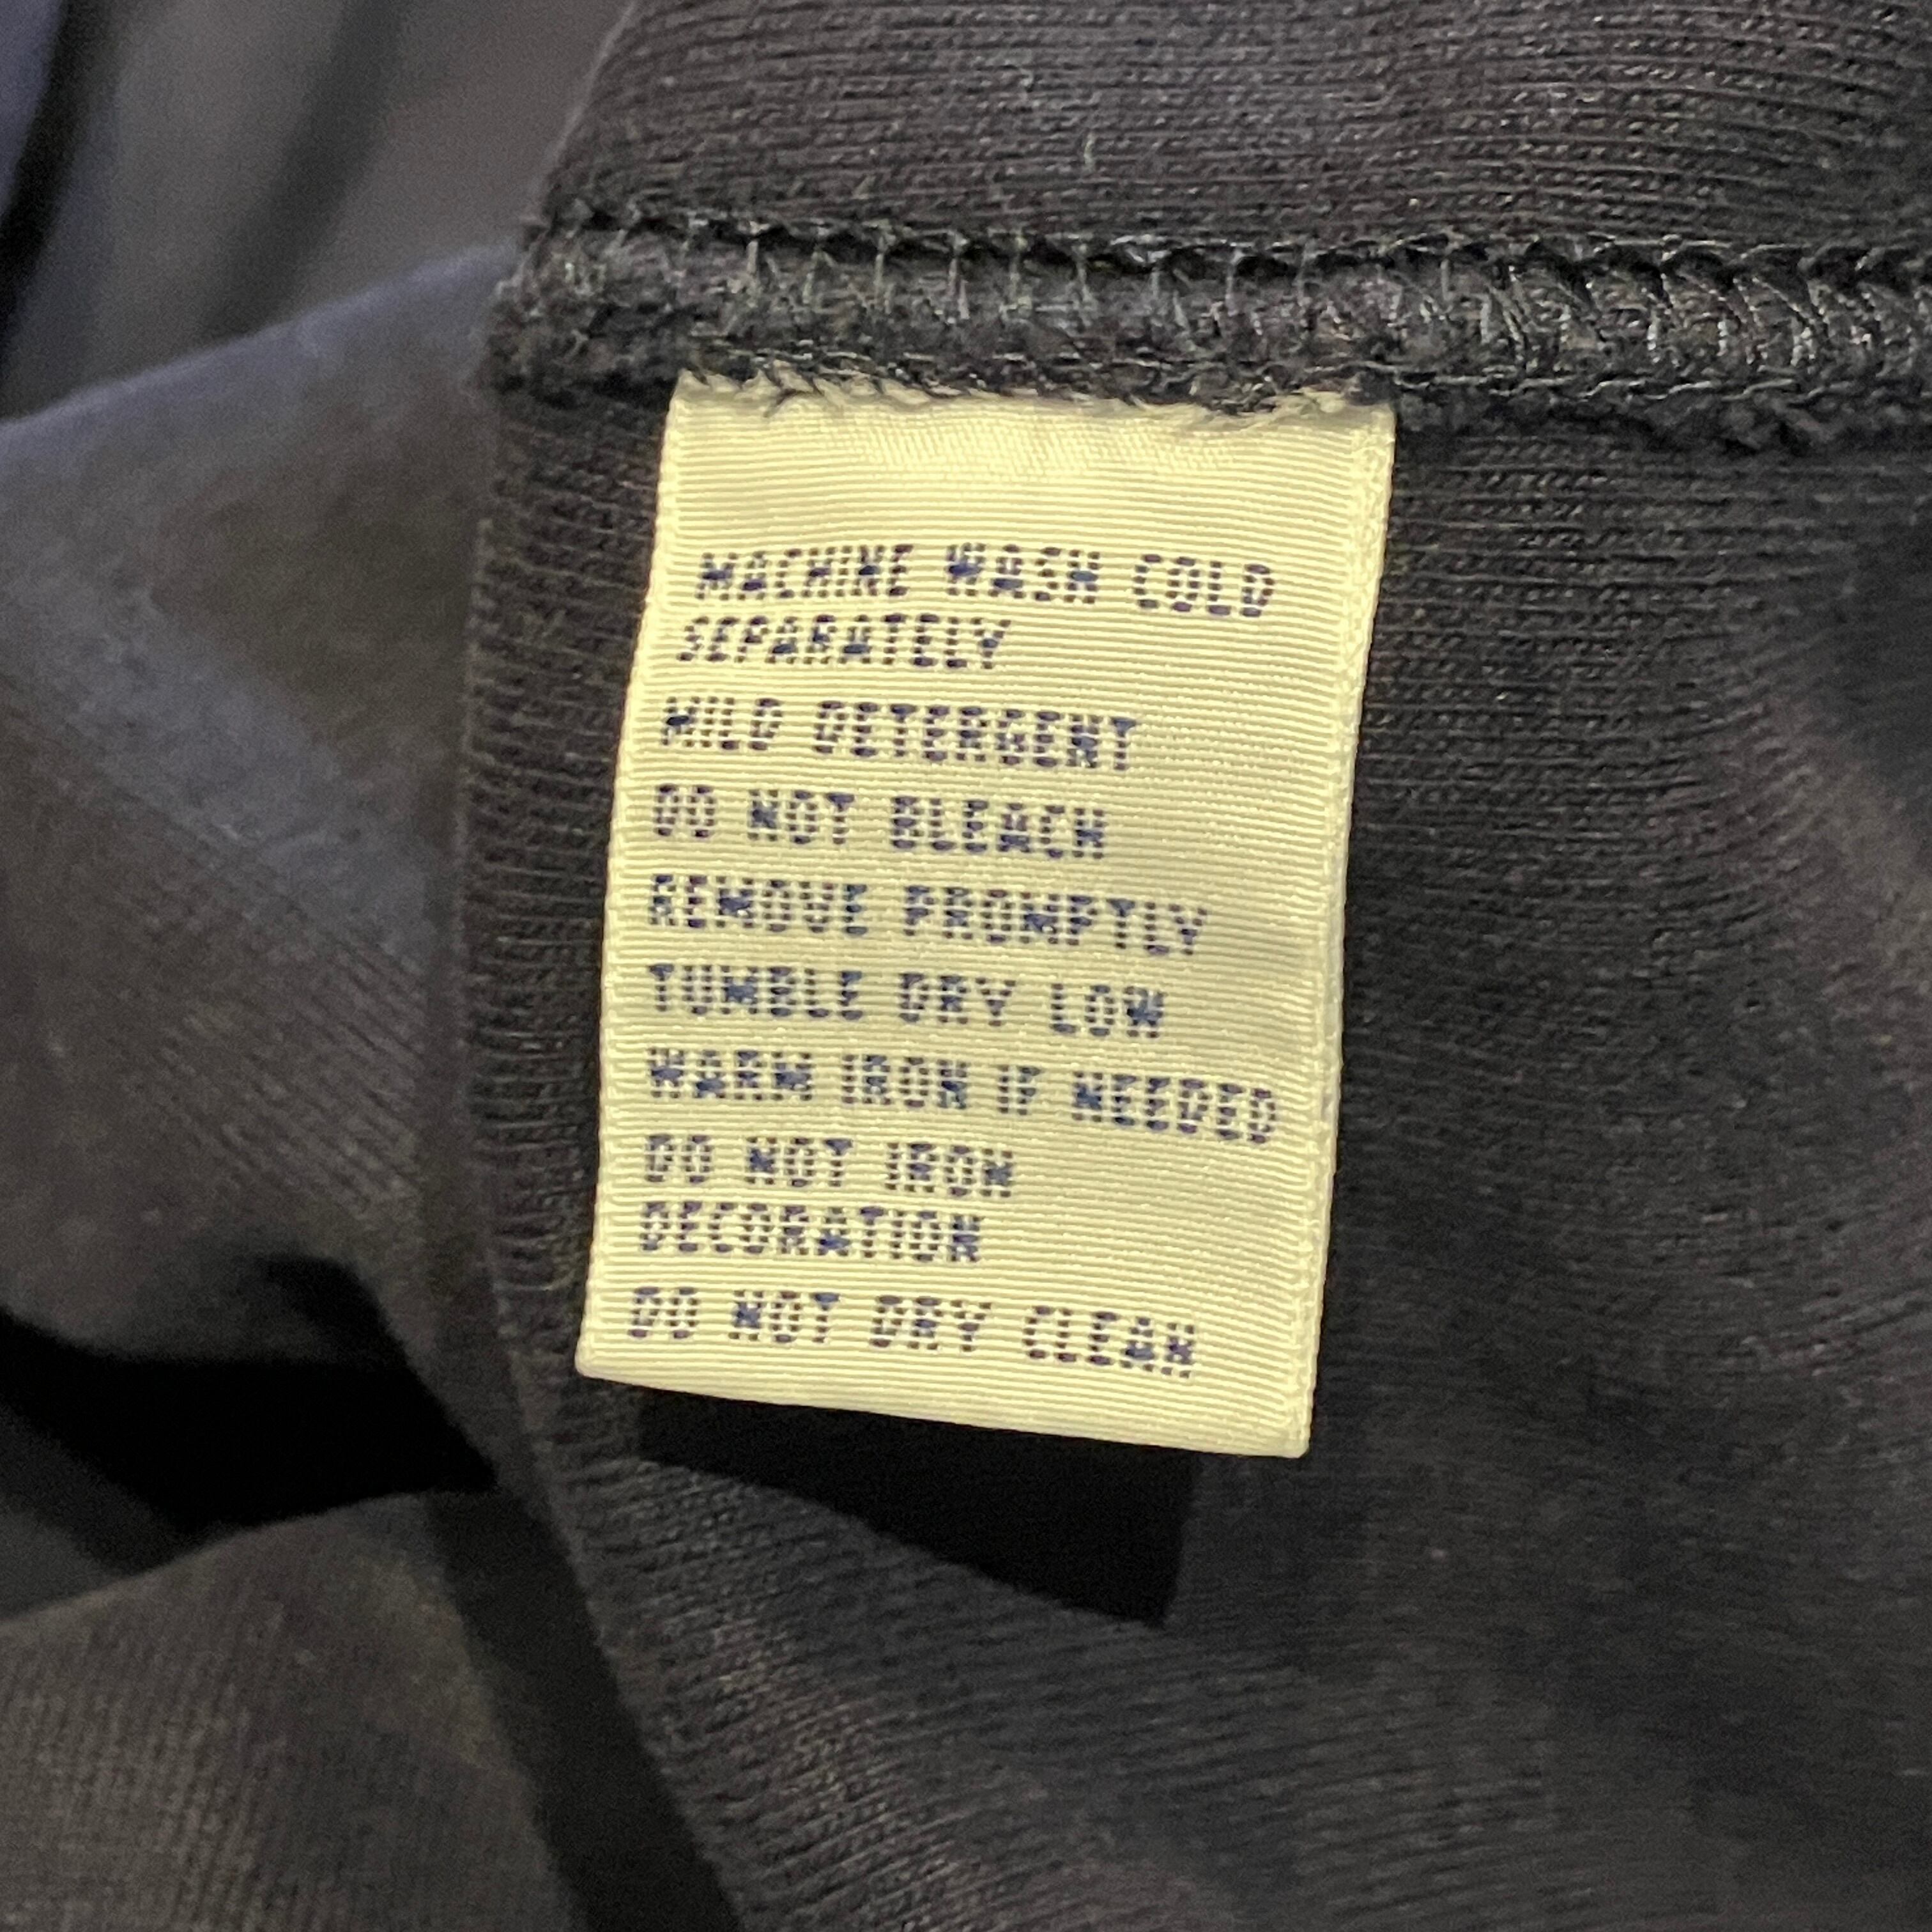 MACHINE WASH COLD
SEPARATELY
MILD DETERGENT
DO NOT BLEACH
REMOVE PROMPTLY
TUMBLE DRY LOW
WARM IRON IF NEEDED
DO NOT IRON
DECORATION
DO NOT DRY CLEAN